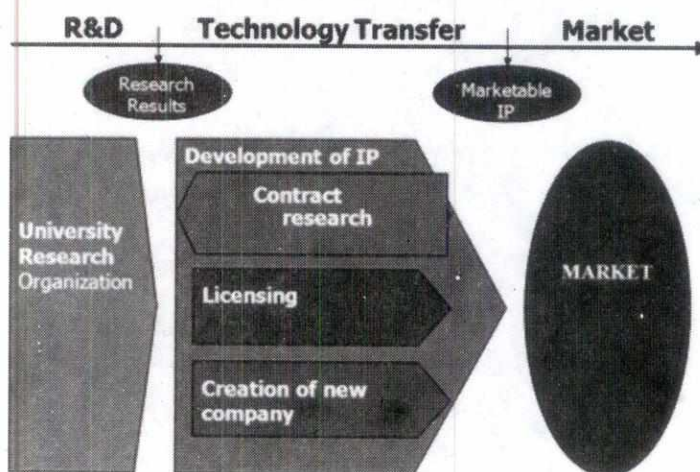 R&D Technology Transfer Market
Research
Results
Marketable
IP
Development of IP
Contract
research
University
Research
Organization
Licensing
Creation of new
company
MARKET